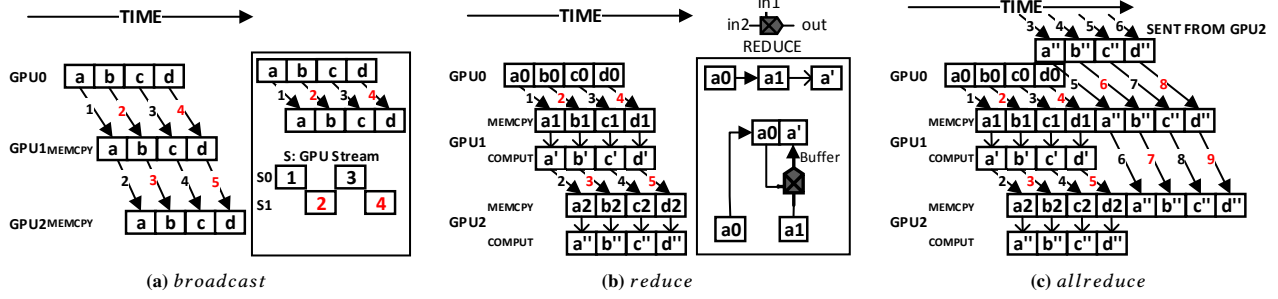 TIME
GPU0
a b c d
1 2 3 4
GPU1 MEMCPY
a b c d
2 3 4 5
GPU2 MEMCPY
a b c d
a b c d
1 2 3 4
a b c d
S: GPU Stream
S0 1 3
S1 2 4
(a) broadcast
TIME
in1
in2 out
REDUCE
GPU0
a0 b0 c0 d0
1 2 3 4
MEMCPY a1 b1 c1 d1
GPU1
COMPUT a' b' c' d'
2 3 4 5
MEMCPY a2 b2 c2 d2
GPU2
COMPUT a'' b'' c'' d''
a0 a1 a'
a0 a'
Buffer
a0 a1
(b) reduce
TIME
3 4 5 6 SENT FROM GPU2
a'' b'' c'' d''
GPU0 a0 b0 c0 d0
1 2 3 4 5 6 7 8
MEMCPY a1 b1 c1 d1 a'' b'' c'' d''
GPU1
COMPUT a' b' c' d'
6 7 8 9
2 3 4 5
MEMCPY a2 b2 c2 d2 a'' b'' c'' d''
GPU2
COMPUT a'' b'' c'' d''
(c) allreduce